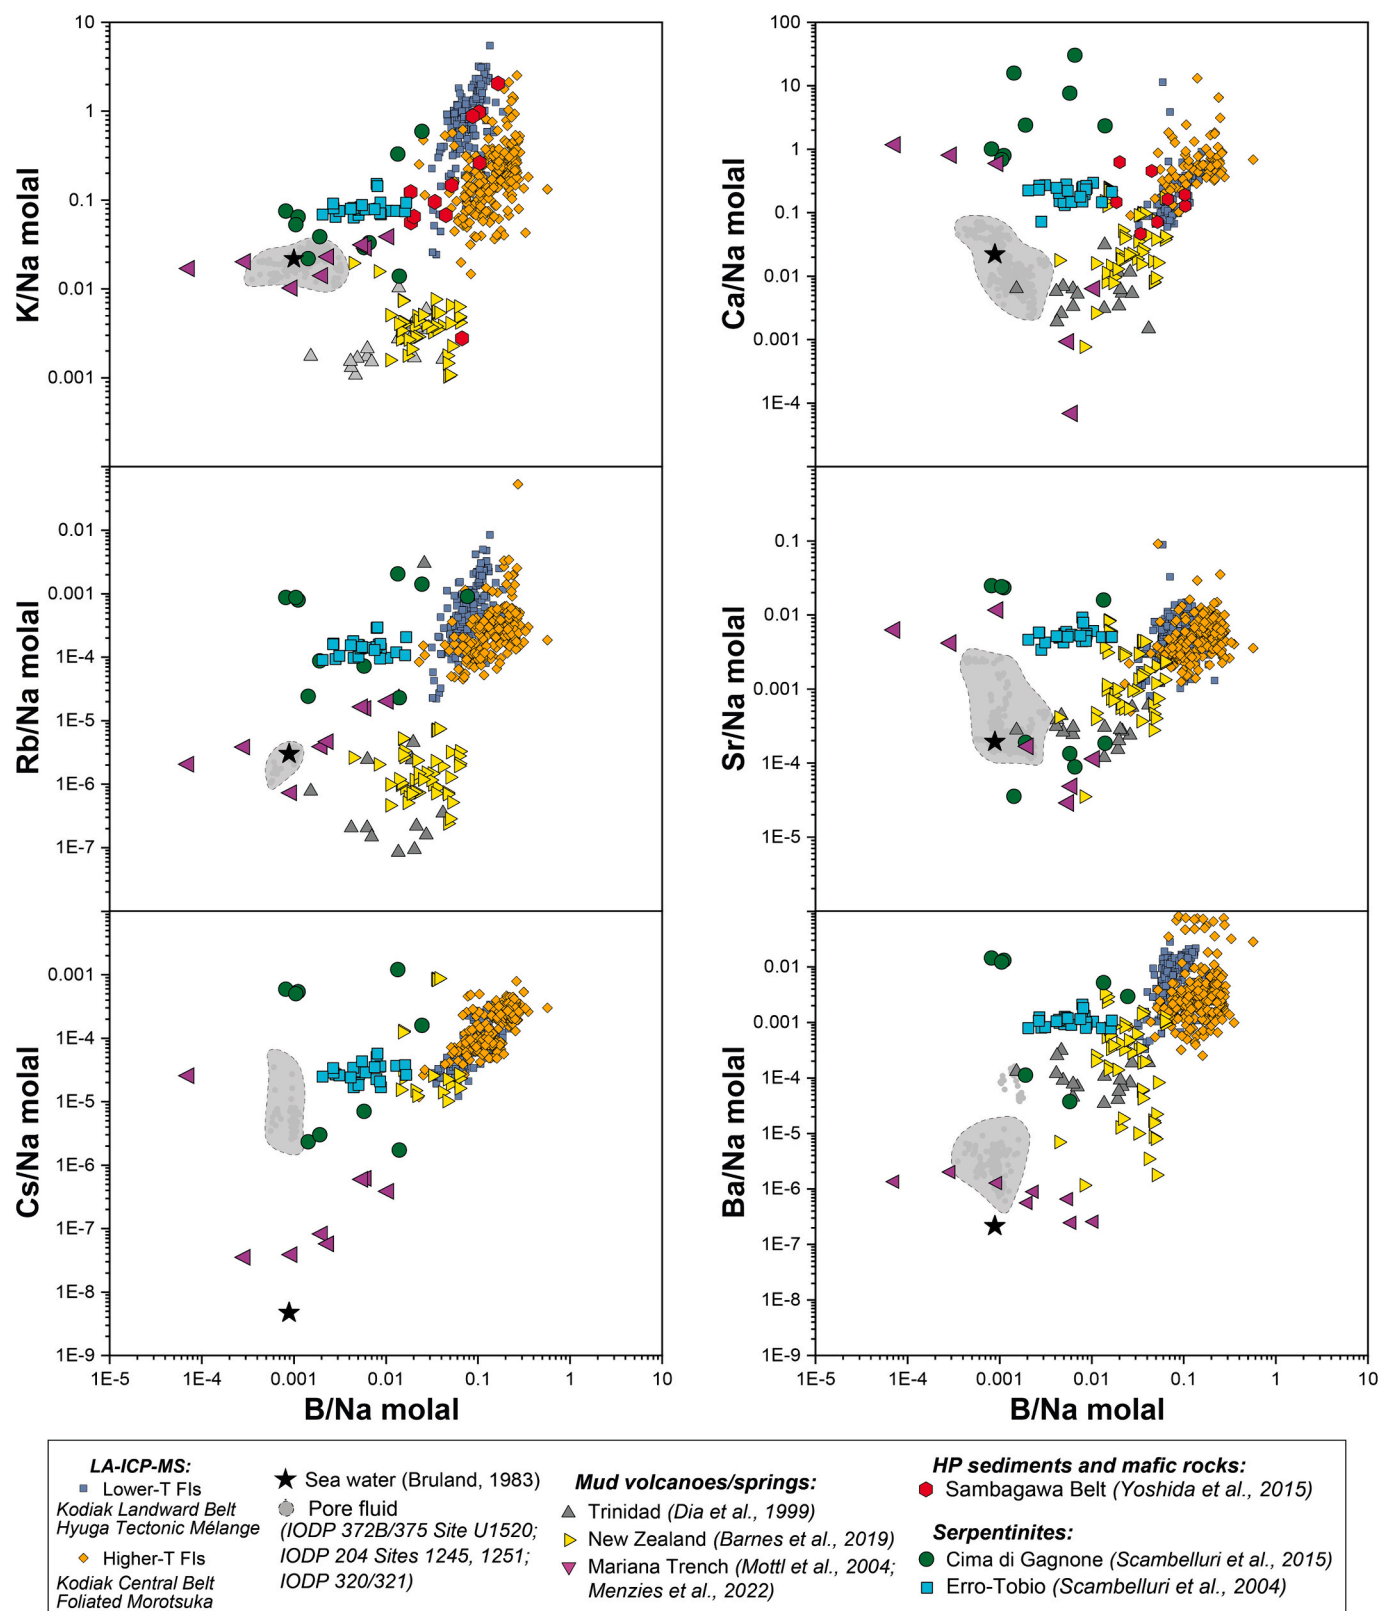 10
1
0.1
0.01
0.001
K/Na molal
100
10
1
0.1
0.01
0.001
1E-4
Ca/Na molal
0.01
0.001
1E-4
1E-5
1E-6
1E-7
Rb/Na molal
0.1
0.01
0.001
1E-4
1E-5
Sr/Na molal
0.001
1E-4
1E-5
1E-6
1E-7
1E-8
1E-9
Cs/Na molal
1E-5 1E-4 0.001 0.01 0.1 1 10
B/Na molal
0.01
0.001
1E-4
1E-5
1E-6
1E-7
1E-8
1E-9
Ba/Na molal
1E-5 1E-4 0.001 0.01 0.1 1 10
B/Na molal
LA-ICP-MS:
Lower-T FIs
Kodiak Landward Belt
Hyuga Tectonic Mélange
Higher-T FIs
Kodiak Central Belt
Foliated Morotsuka
Sea water (Bruland, 1983)
Pore fluid
(IODP 372B/375 Site U1520;
IODP 204 Sites 1245, 1251;
IODP 320/321)
Mud volcanoes/springs:
Trinidad (Dia et al., 1999)
New Zealand (Barnes et al., 2019)
Mariana Trench (Mottl et al., 2004;
Menzies et al., 2022)
HP sediments and mafic rocks:
Sambagawa Belt (Yoshida et al., 2015)
Serpentinites:
Cima di Gagnone (Scambelluri et al., 2015)
Erro-Tobio (Scambelluri et al., 2004)